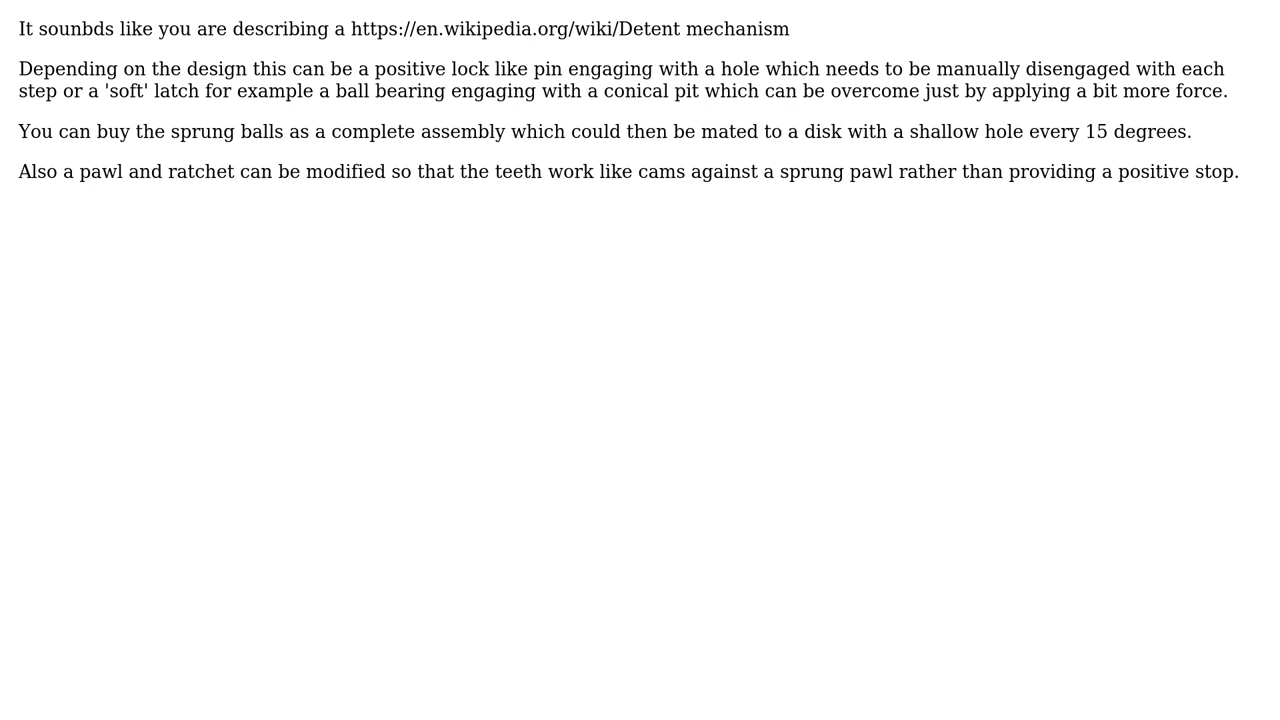 It sounbds like you are describing a https://en.wikipedia.org/wiki/Detent mechanism
Depending on the design this can be a positive lock like pin engaging with a hole which needs to be manually disengaged with each
step or a 'soft' latch for example a ball bearing engaging with a conical pit which can be overcome just by applying a bit more force.
You can buy the sprung balls as a complete assembly which could then be mated to a disk with a shallow hole every 15 degrees.
Also a pawl and ratchet can be modified so that the teeth work like cams against a sprung pawl rather than providing a positive stop.